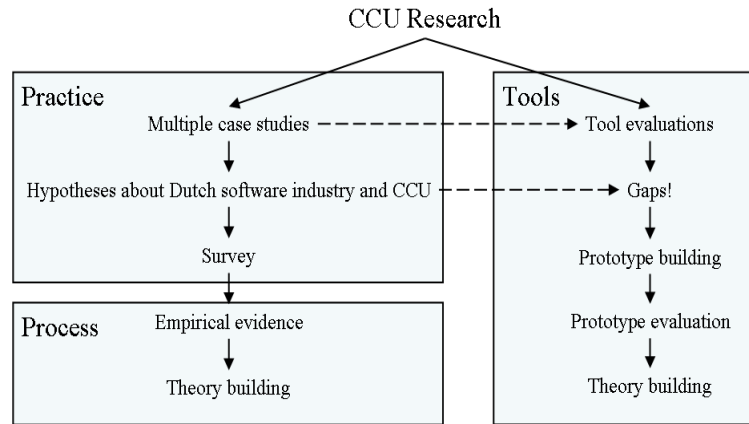 CCU Research
Practice
Multiple case studies
Hypotheses about Dutch software industry and CCU
Survey
Process
Empirical evidence
Theory building
Tools
Tool evaluations
Gaps!
Prototype building
Prototype evaluation
Theory building